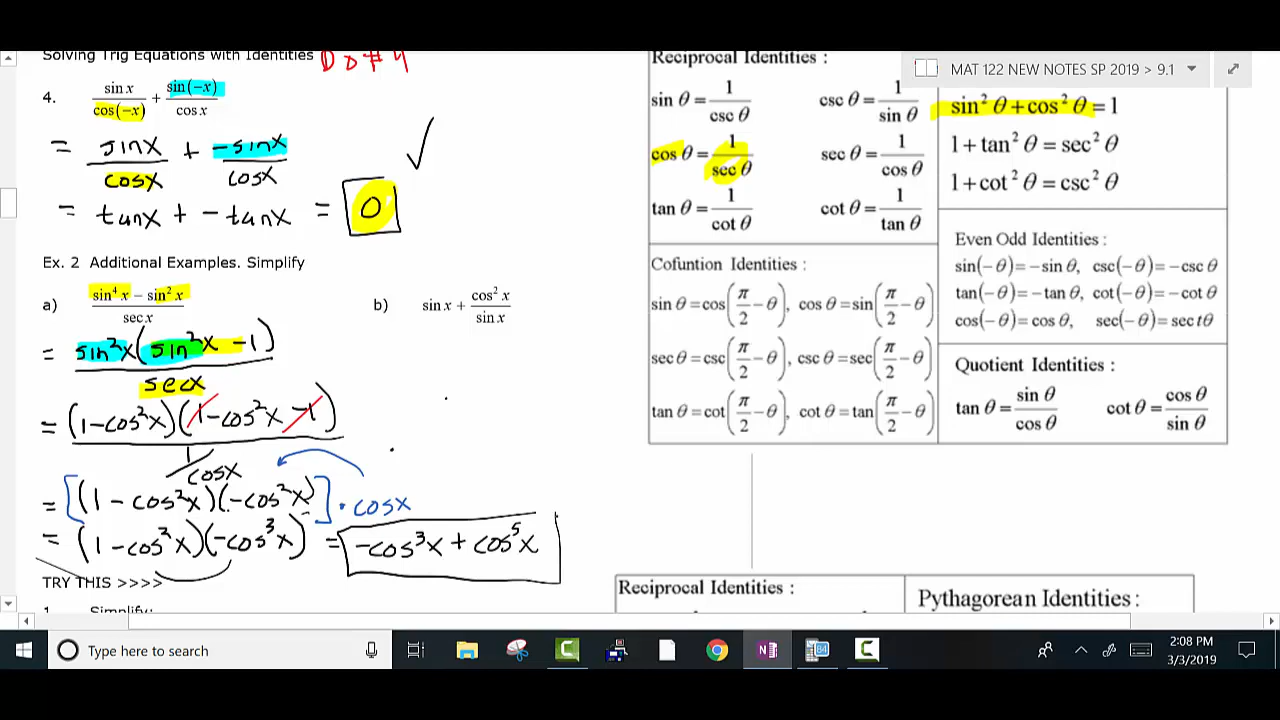 Solving Trig Equations with Identities Do #4
4. sin x / cos(−x) + sin(−x) / cos x
= sinx / cosx + -sinx / cosx ✓
= tanx + -tanx = 0
Ex. 2 Additional Examples. Simplify
a) sin⁴ x − sin² x / sec x b) sin x + cos² x / sin x
= sin²x(sin²x - 1) / secx
= (1-cos²x)(1-cos²x-1) / 1/cosx
= [(1-cos²x)(-cos²x)] · cosx
= (1-cos²x)(-cos³x) = -cos³x + cos⁵x
TRY THIS >>>>
1. Simplify:
Reciprocal Identities :
sin θ = 1 / csc θ csc θ = 1 / sin θ
cos θ = 1 / sec θ sec θ = 1 / cos θ
tan θ = 1 / cot θ cot θ = 1 / tan θ
Cofuntion Identities :
sin θ = cos(π/2 − θ), cos θ = sin(π/2 − θ)
sec θ = csc(π/2 − θ), csc θ = sec(π/2 − θ)
tan θ = cot(π/2 − θ), cot θ = tan(π/2 − θ)
MAT 122 NEW NOTES SP 2019 > 9.1
sin² θ + cos² θ = 1
1 + tan² θ = sec² θ
1 + cot² θ = csc² θ
Even Odd Identities :
sin(−θ) = −sin θ, csc(−θ) = −csc θ
tan(−θ) = −tan θ, cot(−θ) = −cot θ
cos(−θ) = cos θ, sec(−θ) = sec tθ
Quotient Identities :
tan θ = sin θ / cos θ cot θ = cos θ / sin θ
Reciprocal Identities : Pythagorean Identities :
Type here to search
2:08 PM
3/3/2019